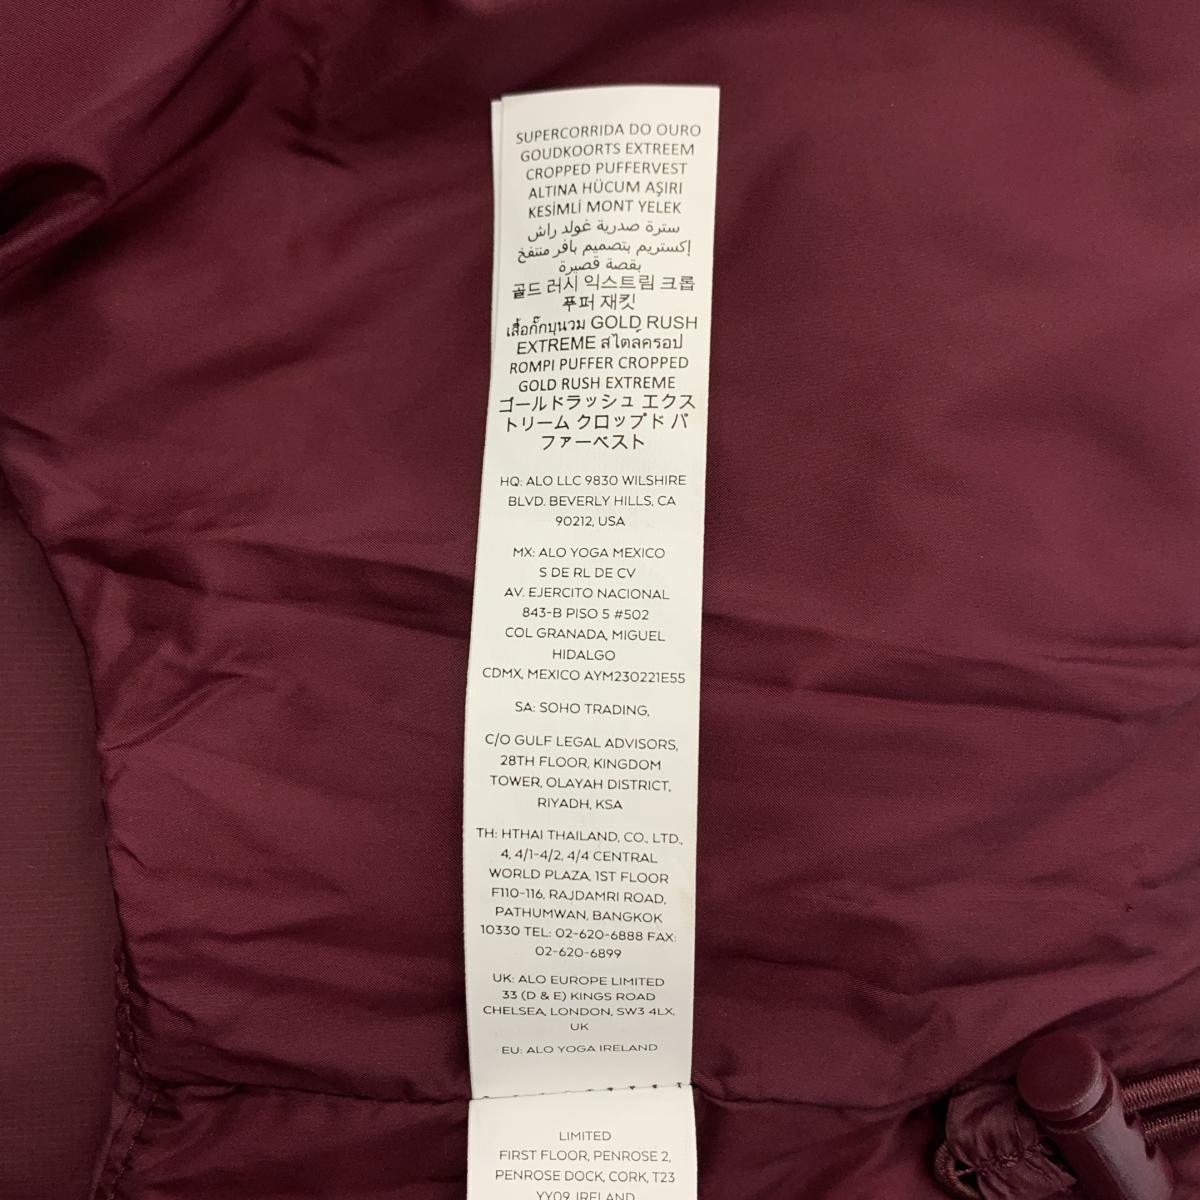 SUPERCORRIDA DO OURO
GOUDKOORTS EXTREEM
CROPPED PUFFERVEST
ALTINA HÜCUM AŞIRI
KESİMLİ MONT YELEK
سترة صدرية غولد راش
إكستريم بتصميم بافر منتفخ
بقصة قصيرة
골드 러시 익스트림 크롭
푸퍼 재킷
เสื้อกั๊กบุนวม GOLD RUSH
EXTREME สไตล์ครอป
ROMPI PUFFER CROPPED
GOLD RUSH EXTREME
ゴールドラッシュ エクス
トリーム クロップド パ
ファーベスト
HQ: ALO LLC 9830 WILSHIRE
BLVD. BEVERLY HILLS, CA
90212, USA
MX: ALO YOGA MEXICO
S DE RL DE CV
AV. EJERCITO NACIONAL
843-B PISO 5 #502
COL GRANADA, MIGUEL
HIDALGO
CDMX, MEXICO AYM230221E55
SA: SOHO TRADING,
C/O GULF LEGAL ADVISORS,
28TH FLOOR, KINGDOM
TOWER, OLAYAH DISTRICT,
RIYADH, KSA
TH: HTHAI THAILAND, CO., LTD.,
4, 4/1-4/2, 4/4 CENTRAL
WORLD PLAZA, 1ST FLOOR
F110-116, RAJDAMRI ROAD,
PATHUMWAN, BANGKOK
10330 TEL: 02-620-6888 FAX:
02-620-6899
UK: ALO EUROPE LIMITED
33 (D & E) KINGS ROAD
CHELSEA, LONDON, SW3 4LX,
UK
EU: ALO YOGA IRELAND
LIMITED
FIRST FLOOR, PENROSE 2,
PENROSE DOCK, CORK, T23
YY09, IRELAND